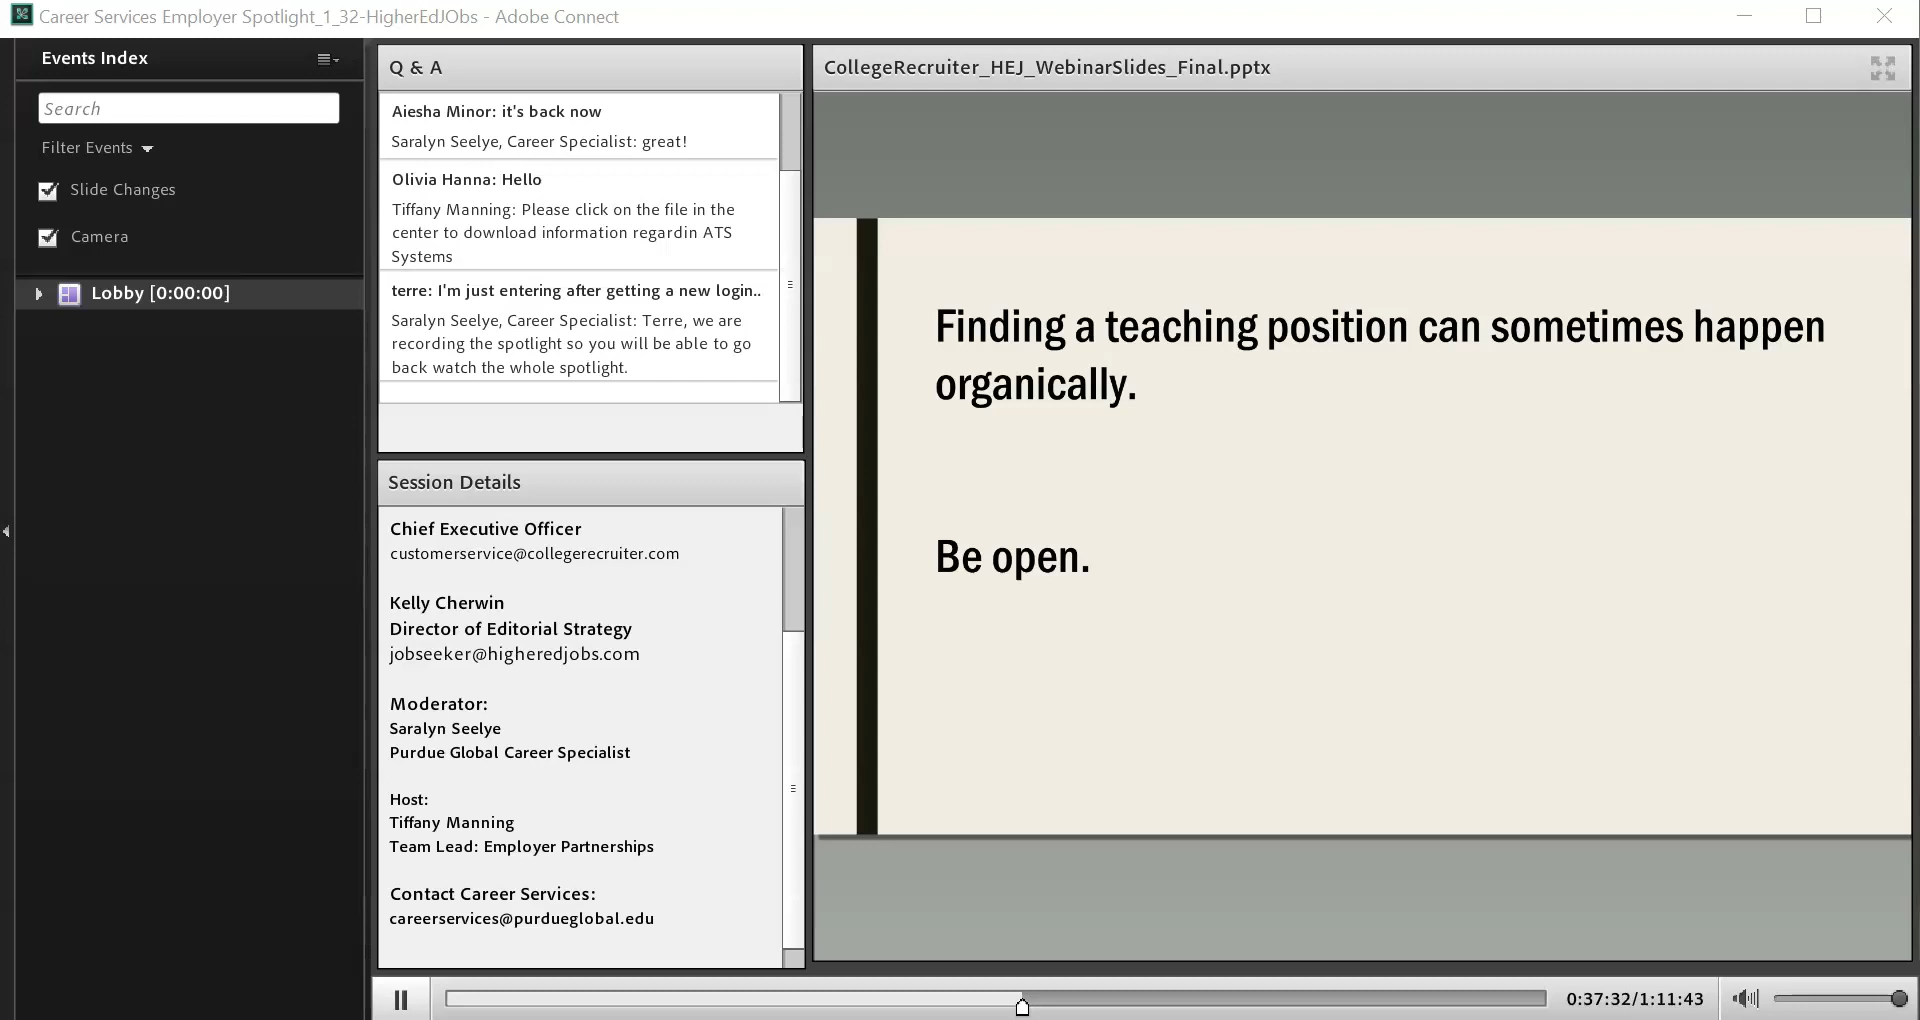 Career Services Employer Spotlight_1_32-HigherEdJObs - Adobe Connect
Events Index
Search
Filter Events
Slide Changes
Camera
Lobby [0:00:00]
Q & A
Aiesha Minor: it's back now
Saralyn Seelye, Career Specialist: great!
Olivia Hanna: Hello
Tiffany Manning: Please click on the file in the
center to download information regardin ATS
Systems
terre: I'm just entering after getting a new login..
Saralyn Seelye, Career Specialist: Terre, we are
recording the spotlight so you will be able to go
back watch the whole spotlight.
Session Details
Chief Executive Officer
customerservice@collegerecruiter.com
Kelly Cherwin
Director of Editorial Strategy
jobseeker@higheredjobs.com
Moderator:
Saralyn Seelye
Purdue Global Career Specialist
Host:
Tiffany Manning
Team Lead: Employer Partnerships
Contact Career Services:
careerservices@purdueglobal.edu
CollegeRecruiter_HEJ_WebinarSlides_Final.pptx
Finding a teaching position can sometimes happen
organically.
Be open.
0:37:32/1:11:43